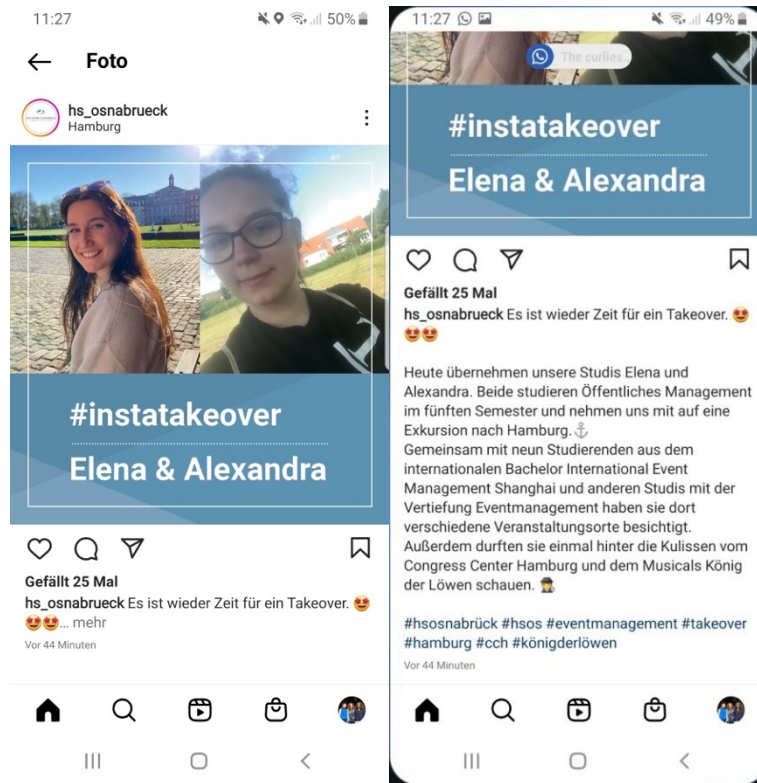 11:27
50%
Foto
hs_osnabrueck
Hamburg
#instatakeover
Elena & Alexandra
Gefällt 25 Mal
hs_osnabrueck Es ist wieder Zeit für ein Takeover. 😍
😍😍... mehr
Vor 44 Minuten
11:27
49%
The curlies...
#instatakeover
Elena & Alexandra
Gefällt 25 Mal
hs_osnabrueck Es ist wieder Zeit für ein Takeover. 😍
😍😍
Heute übernehmen unsere Studis Elena und
Alexandra. Beide studieren Öffentliches Management
im fünften Semester und nehmen uns mit auf eine
Exkursion nach Hamburg.⚓
Gemeinsam mit neun Studierenden aus dem
internationalen Bachelor International Event
Management Shanghai und anderen Studis mit der
Vertiefung Eventmanagement haben sie dort
verschiedene Veranstaltungsorte besichtigt.
Außerdem durften sie einmal hinter die Kulissen vom
Congress Center Hamburg und dem Musicals König
der Löwen schauen. 🕵️
#hsosnabrück #hsos #eventmanagement #takeover
#hamburg #cch #königderlöwen
Vor 44 Minuten